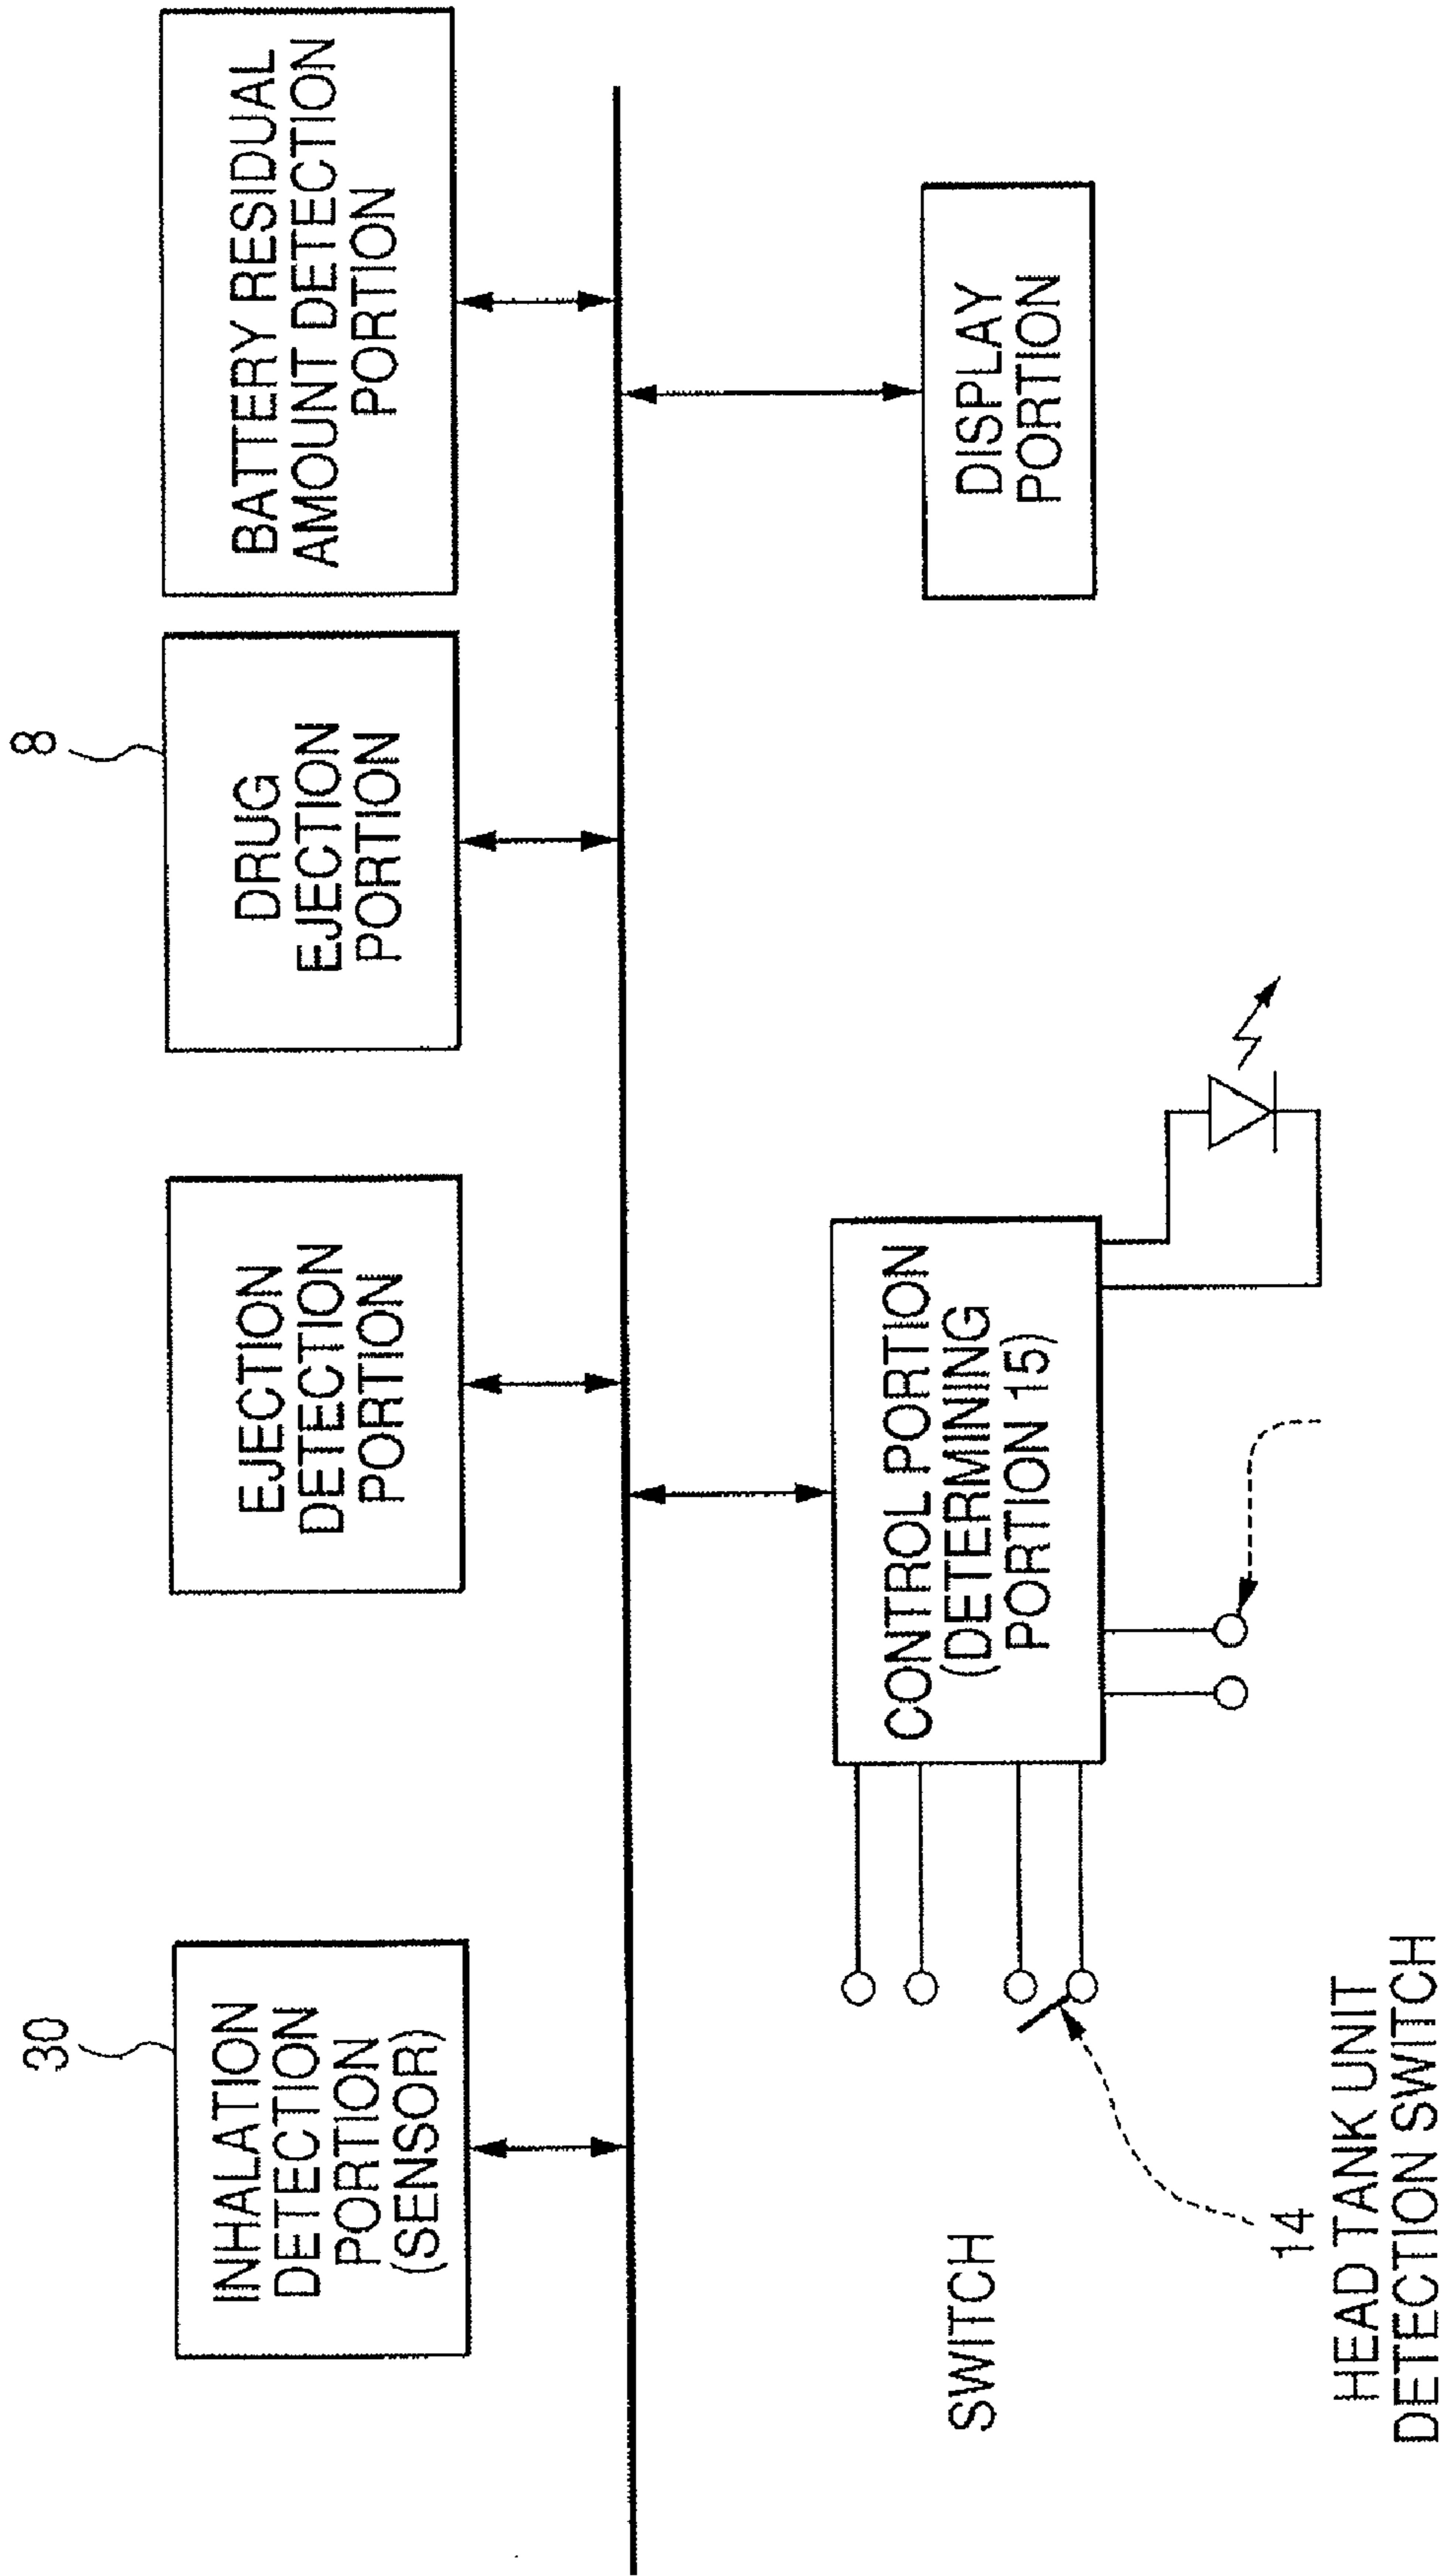 30
INHALATION
DETECTION
PORTION
(SENSOR)
EJECTION
DETECTION
PORTION
8
DRUG
EJECTION
PORTION
BATTERY RESIDUAL
AMOUNT DETECTION
PORTION
SWITCH
CONTROL PORTION
(DETERMINING
PORTION 15)
DISPLAY
PORTION
14
HEAD TANK UNIT
DETECTION SWITCH